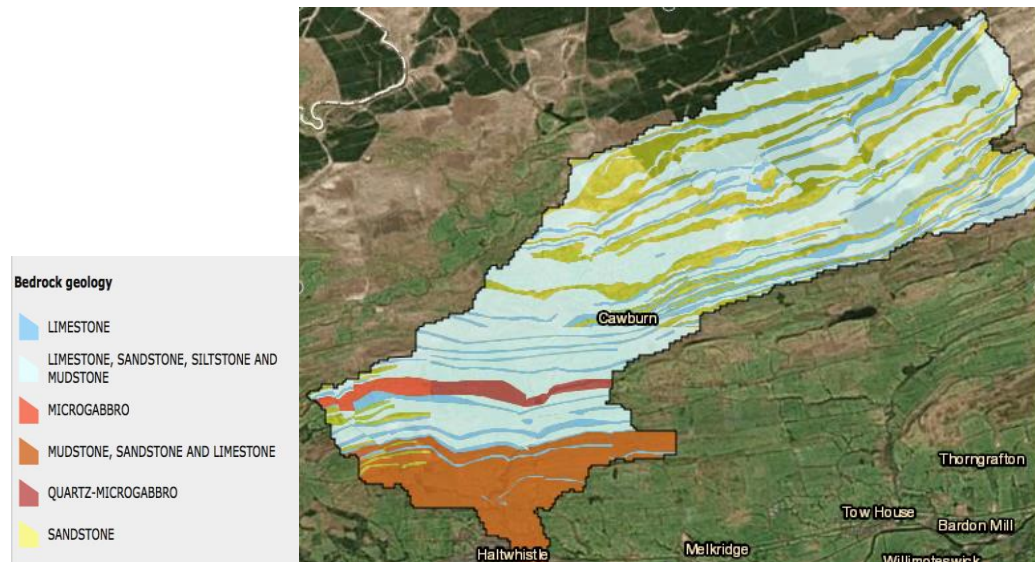 Bedrock geology
LIMESTONE
LIMESTONE, SANDSTONE, SILTSTONE AND
MUDSTONE
MICROGABBRO
MUDSTONE, SANDSTONE AND LIMESTONE
QUARTZ-MICROGABBRO
SANDSTONE
Cawburn
Thorngrafton
Tow House
Bardon Mill
Haltwhistle
Melkridge
Willimoteswick